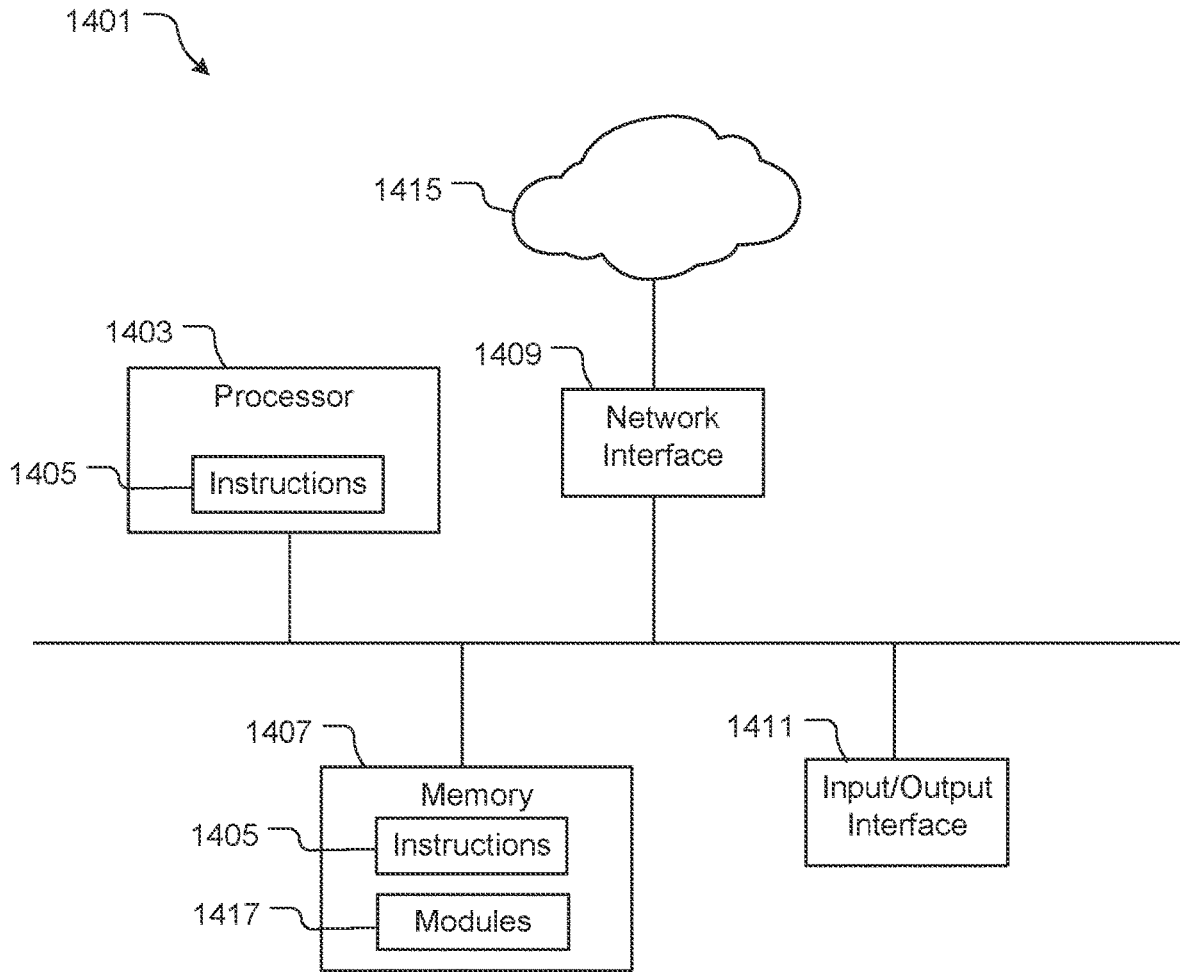 1401
1415
1403
Processor
1405
Instructions
1409
Network
Interface
1407
Memory
1405
Instructions
1417
Modules
1411
Input/Output
Interface